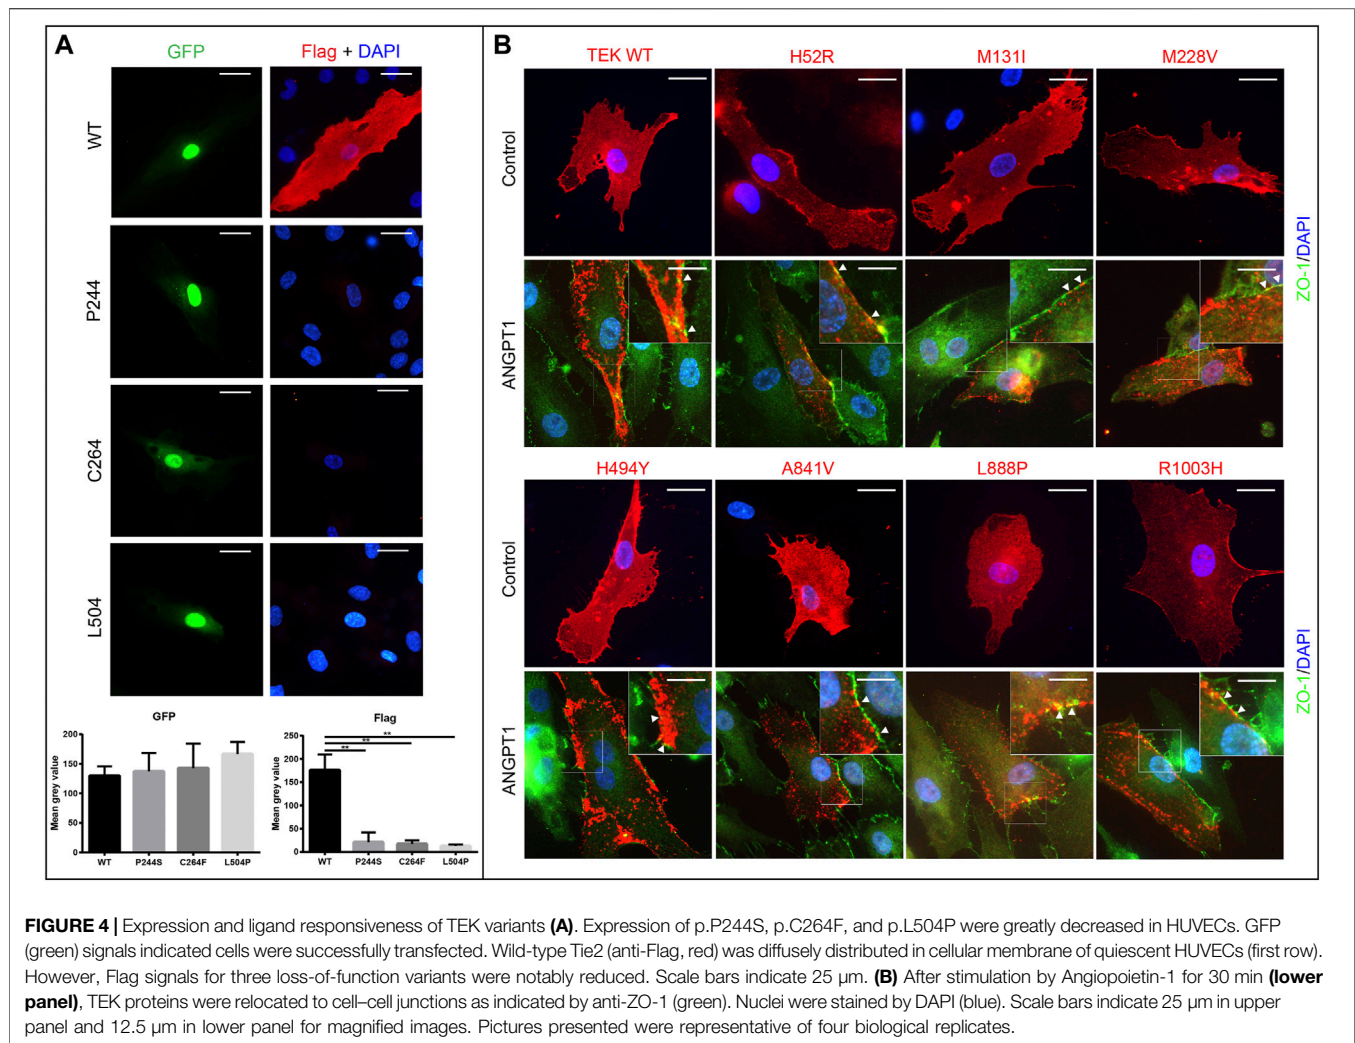 A
GFP
Flag + DAPI
WT
P244
C264
L504
GFP
Mean grey value
200
150
100
50
0
WT
P244S
C264F
L504P
Flag
Mean grey value
250
200
150
100
50
0
**
**
**
WT
P244S
C264F
L504P
B
TEK WT
H52R
M131I
M228V
Control
ANGPT1
ZO-1/DAPI
H494Y
A841V
L888P
R1003H
Control
ANGPT1
ZO-1/DAPI
FIGURE 4 | Expression and ligand responsiveness of TEK variants (A). Expression of p.P244S, p.C264F, and p.L504P were greatly decreased in HUVECs. GFP
(green) signals indicated cells were successfully transfected. Wild-type Tie2 (anti-Flag, red) was diffusely distributed in cellular membrane of quiescent HUVECs (first row).
However, Flag signals for three loss-of-function variants were notably reduced. Scale bars indicate 25 μm. (B) After stimulation by Angiopoietin-1 for 30 min (lower
panel), TEK proteins were relocated to cell–cell junctions as indicated by anti-ZO-1 (green). Nuclei were stained by DAPI (blue). Scale bars indicate 25 μm in upper
panel and 12.5 μm in lower panel for magnified images. Pictures presented were representative of four biological replicates.